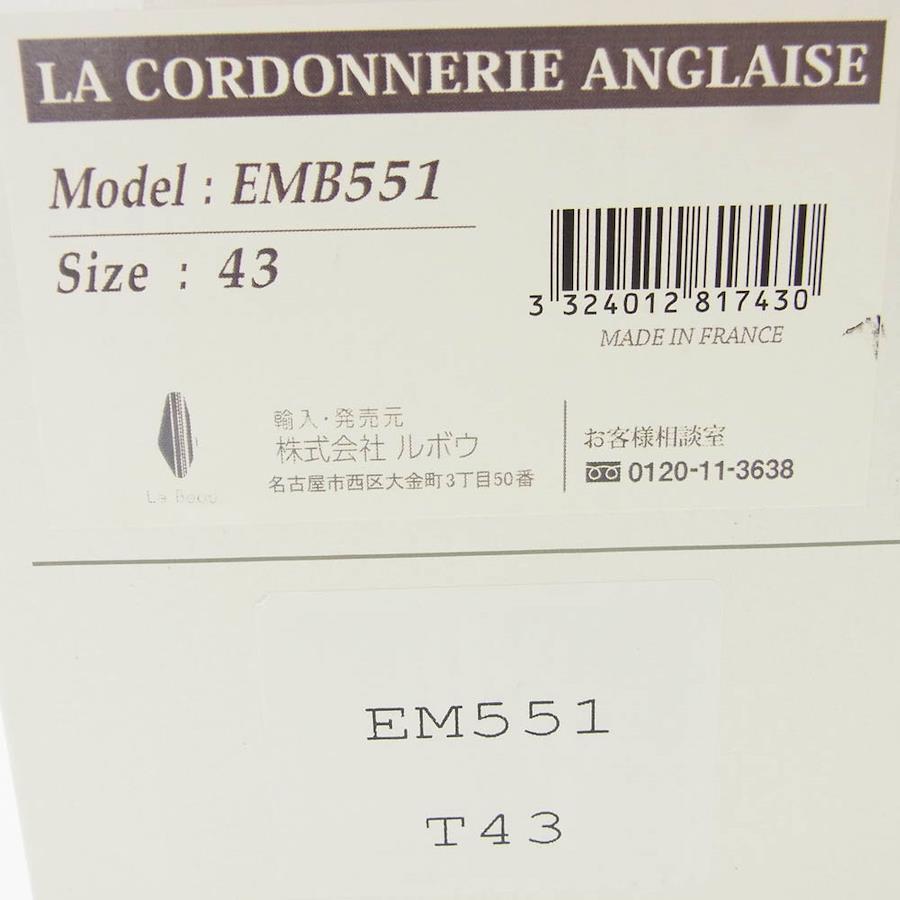 LA CORDONNERIE ANGLAISE
Model : EMB551
Size : 43
3 324012 817430
MADE IN FRANCE
Le Beau
輸入・発売元
株式会社 ルボウ
名古屋市西区大金町3丁目50番
お客様相談室
0120-11-3638
EM551
T43